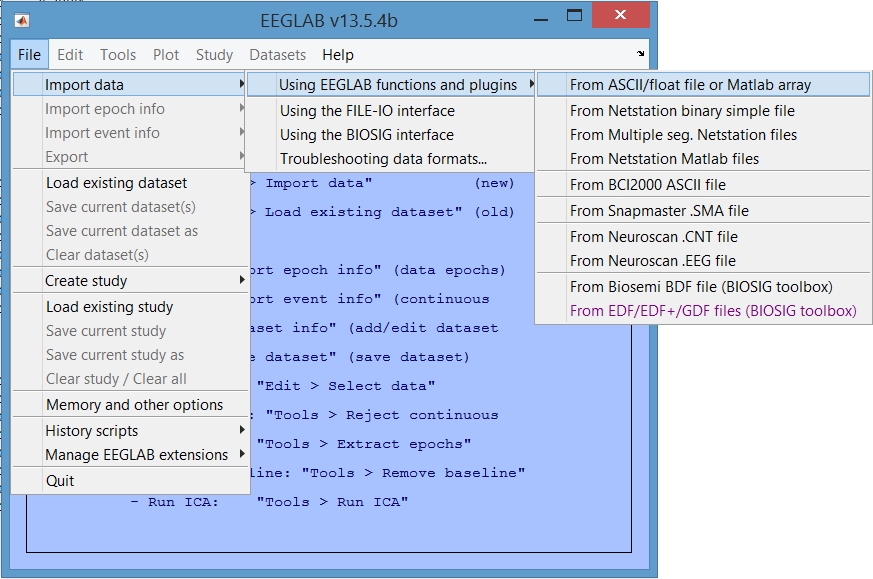 EEGLAB v13.5.4b
File Edit Tools Plot Study Datasets Help
Import data
Import epoch info
Import event info
Export
Load existing dataset
Save current dataset(s)
Save current dataset as
Clear dataset(s)
Create study
Load existing study
Save current study
Save current study as
Clear study / Clear all
Memory and other options
History scripts
Manage EEGLAB extensions
Quit
Using EEGLAB functions and plugins
Using the FILE-IO interface
Using the BIOSIG interface
Troubleshooting data formats...
From ASCII/float file or Matlab array
From Netstation binary simple file
From Multiple seg. Netstation files
From Netstation Matlab files
From BCI2000 ASCII file
From Snapmaster .SMA file
From Neuroscan .CNT file
From Neuroscan .EEG file
From Biosemi BDF file (BIOSIG toolbox)
From EDF/EDF+/GDF files (BIOSIG toolbox)
> Import data" (new)
> Load existing dataset" (old)
ort epoch info" (data epochs)
ort event info" (continuous
aset info" (add/edit dataset
e dataset" (save dataset)
"Edit > Select data"
: "Tools > Reject continuous
"Tools > Extract epochs"
line: "Tools > Remove baseline"
- Run ICA: "Tools > Run ICA"